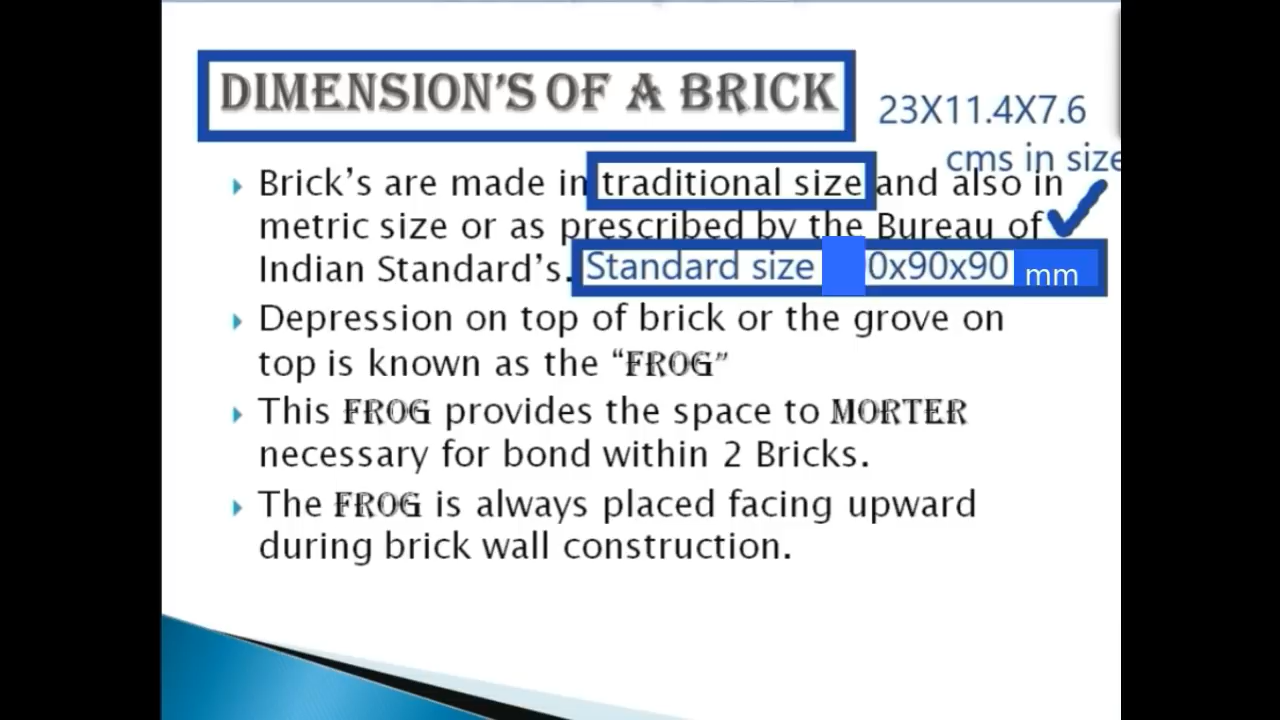 DIMENSION'S OF A BRICK
23X11.4X7.6
cms in size
Brick's are made in traditional size and also in
metric size or as prescribed by the Bureau of
Indian Standard's. Standard size 0x90x90 mm
Depression on top of brick or the grove on
top is known as the “FROG”
This FROG provides the space to MORTER
necessary for bond within 2 Bricks.
The FROG is always placed facing upward
during brick wall construction.